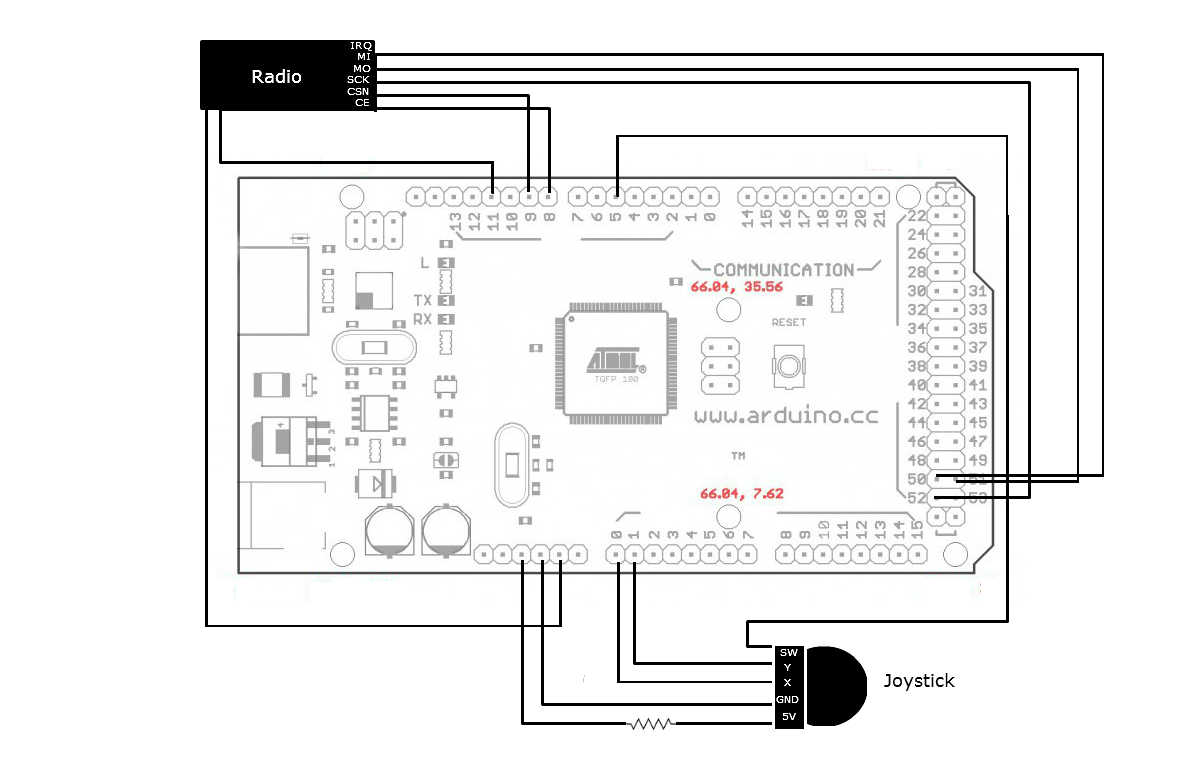 IRQ
MI
MO
SCK
CSN
CE
Radio
13 12 11 10 9 8 7 6 5 4 3 2 1 0 14 15 16 17 18 19 20 21
22
24
26
28
30 31
32 33
34 35
36 37
38 39
40 41
42 43
44 45
46 47
48 49
50 51
52 53
L
TX
RX
COMMUNICATION
66.04, 35.56
RESET
ATMEL®
TQFP 100
www.arduino.cc
TM
4
3
2
1
66.04, 7.62
0 1 2 3 4 5 6 7 8 9 10 11 12 13 14 15
SW
Y
X
GND
5V
Joystick